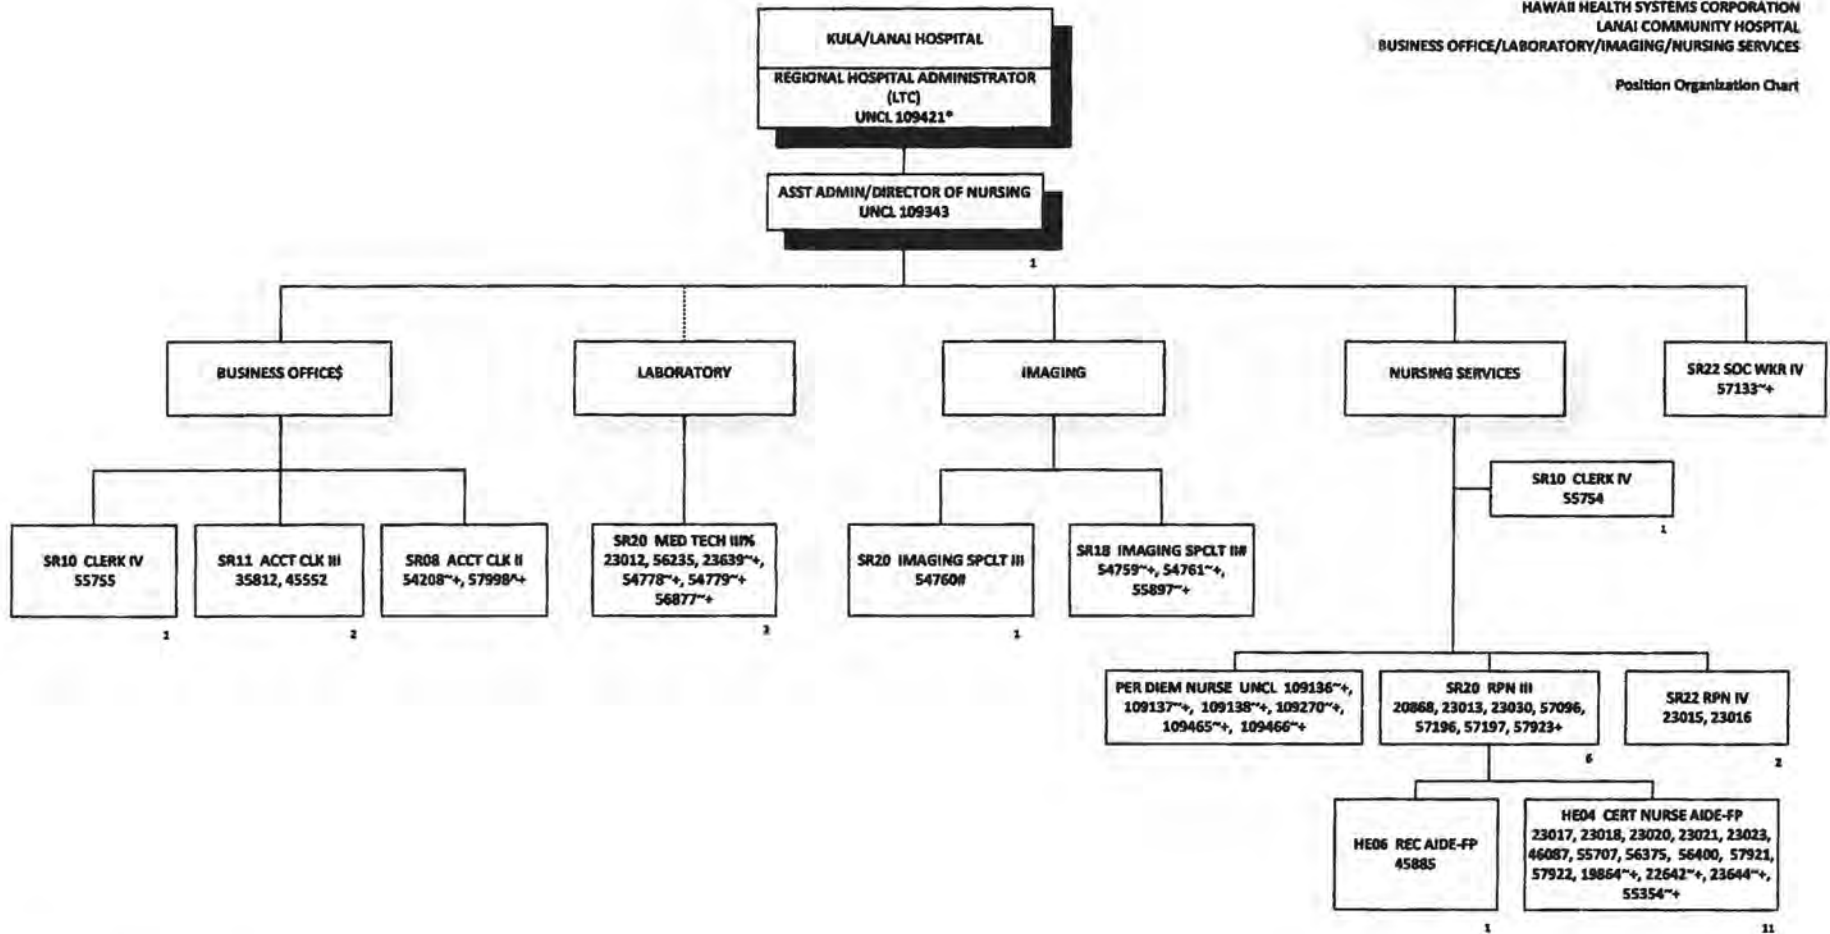 HAWAII HEALTH SYSTEMS CORPORATION
LANAI COMMUNITY HOSPITAL
BUSINESS OFFICE/LABORATORY/IMAGING/NURSING SERVICES
Position Organization Chart
KULA/LANAI HOSPITAL
REGIONAL HOSPITAL ADMINISTRATOR
(LTC)
UNCL 109421*
ASST ADMIN/DIRECTOR OF NURSING
UNCL 109343
1
BUSINESS OFFICE$
LABORATORY
IMAGING
NURSING SERVICES
SR22 SOC WKR IV
57133~+
SR10 CLERK IV
55754
1
SR10 CLERK IV
55755
1
SR11 ACCT CLK III
35812, 45552
2
SR08 ACCT CLK II
54208~+, 57998^+
SR20 MED TECH III%
23012, 56235, 23639~+,
54778~+, 54779~+
56877~+
2
SR20 IMAGING SPCLT III
54760#
1
SR18 IMAGING SPCLT II#
54759~+, 54761~+,
55897~+
PER DIEM NURSE UNCL 109136~+,
109137~+, 109138~+, 109270~+,
109465~+, 109466~+
SR20 RPN III
20868, 23013, 23030, 57096,
57196, 57197, 57923+
6
SR22 RPN IV
23015, 23016
2
HE06 REC AIDE-FP
45885
1
HE04 CERT NURSE AIDE-FP
23017, 23018, 23020, 23021, 23023,
46087, 55707, 56375, 56400, 57921,
57922, 19864~+, 22642~+, 23644~+,
55354~+
11